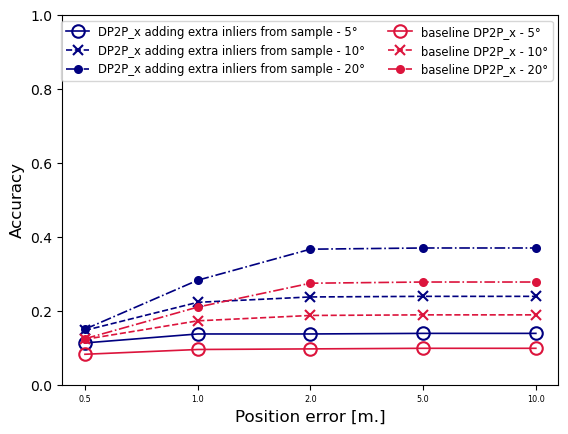 DP2P_x adding extra inliers from sample - 5°
DP2P_x adding extra inliers from sample - 10°
DP2P_x adding extra inliers from sample - 20°
baseline DP2P_x - 5°
baseline DP2P_x - 10°
baseline DP2P_x - 20°
1.0
0.8
0.6
0.4
0.2
0.0
Accuracy
0.5 1.0 2.0 5.0 10.0
Position error [m.]